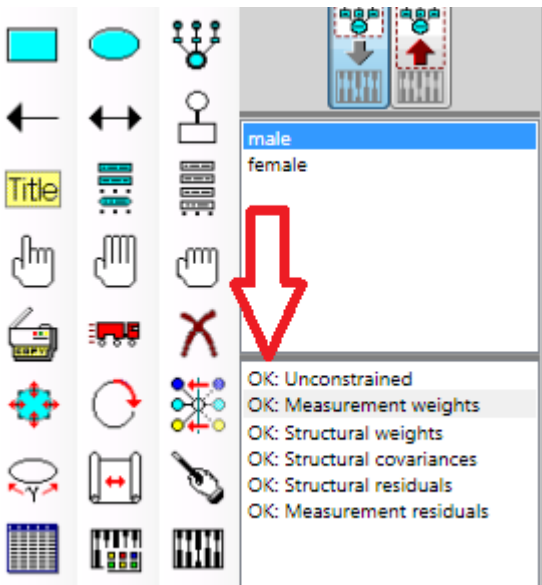 Title
COPY
γ
male
female
OK: Unconstrained
OK: Measurement weights
OK: Structural weights
OK: Structural covariances
OK: Structural residuals
OK: Measurement residuals